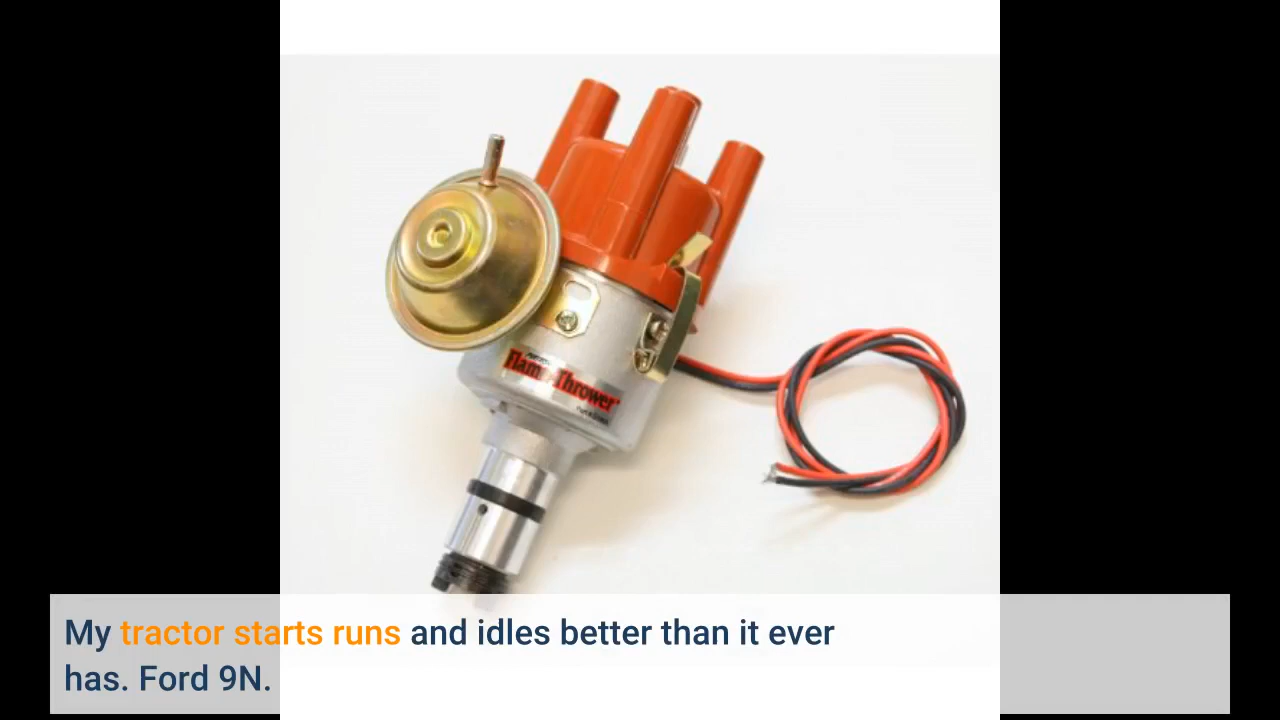 Flame-Thrower
My tractor starts runs and idles better than it ever
has. Ford 9N.